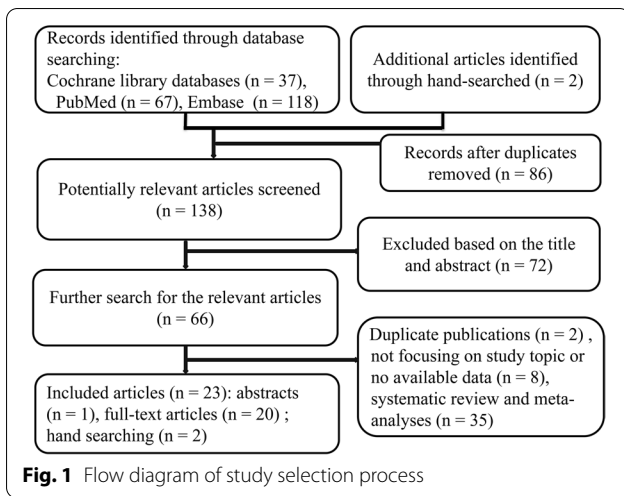 Records identified through database
searching:
Cochrane library databases (n = 37),
PubMed (n = 67), Embase (n = 118)
Additional articles identified
through hand-searched (n = 2)
Records after duplicates
removed (n = 86)
Potentially relevant articles screened
(n = 138)
Excluded based on the title
and abstract (n = 72)
Further search for the relevant articles
(n = 66)
Duplicate publications (n = 2) ,
not focusing on study topic or
no available data (n = 8),
systematic review and meta-
analyses (n = 35)
Included articles (n = 23): abstracts
(n = 1), full-text articles (n = 20) ;
hand searching (n = 2)
Fig. 1 Flow diagram of study selection process